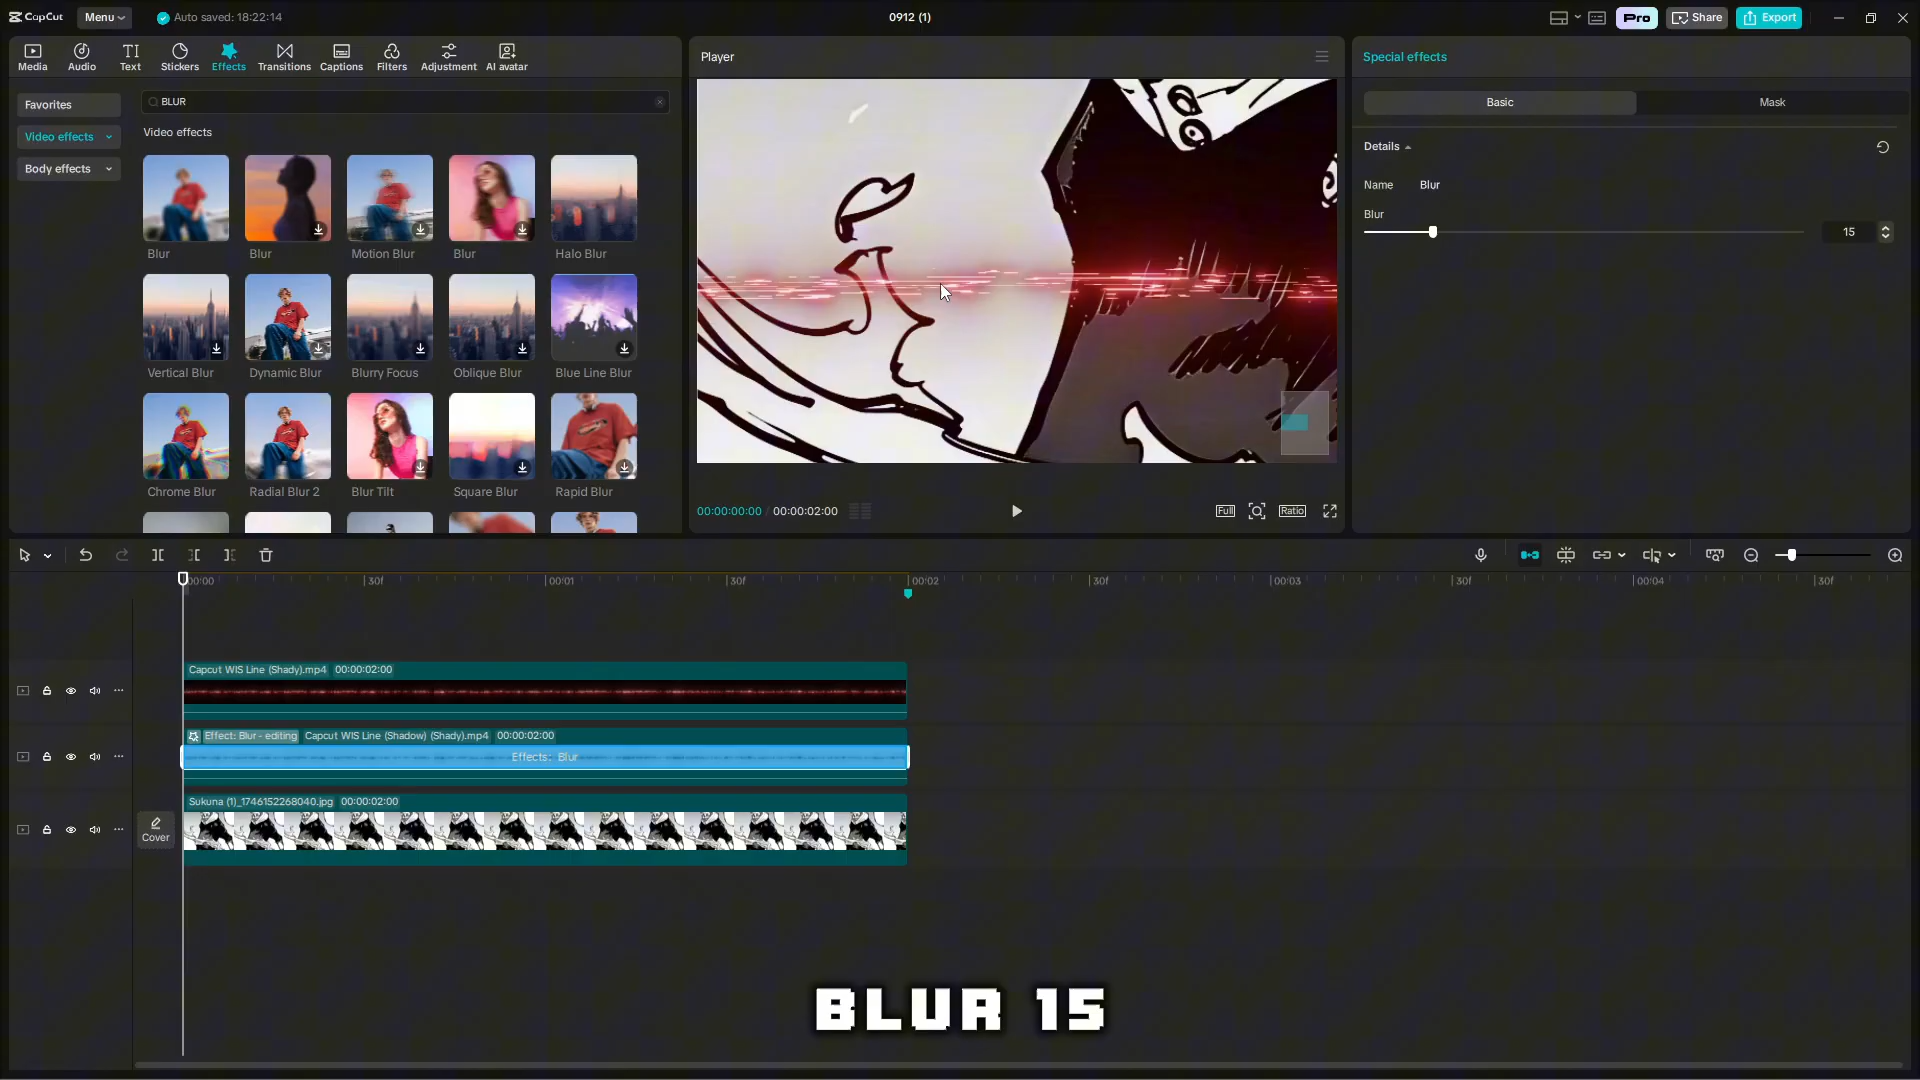 CapCut
Menu
Auto saved: 18:22:14
0912 (1)
Pro
Share
Export
Media
Audio
Text
Stickers
Effects
Transitions
Captions
Filters
Adjustment
AI avatar
Favorites
Video effects
Body effects
BLUR
Video effects
Blur
Blur
Motion Blur
Blur
Halo Blur
Vertical Blur
Dynamic Blur
Blurry Focus
Oblique Blur
Blue Line Blur
Chrome Blur
Radial Blur 2
Blur Tilt
Square Blur
Rapid Blur
Player
00:00:00:00 / 00:00:02:00
Full
Ratio
Special effects
Basic
Mask
Details
Name Blur
Blur
15
00:00 |30f |00:01 |30f |00:02 |30f |00:03 |30f |00:04 |30f
Capcut WIS Line (Shady).mp4 00:00:02:00
Effect: Blur - editing Capcut WIS Line (Shadow) (Shady).mp4 00:00:02:00
Effects: Blur
Sukuna (1)_1746152268040.jpg 00:00:02:00
Cover
BLUR 15